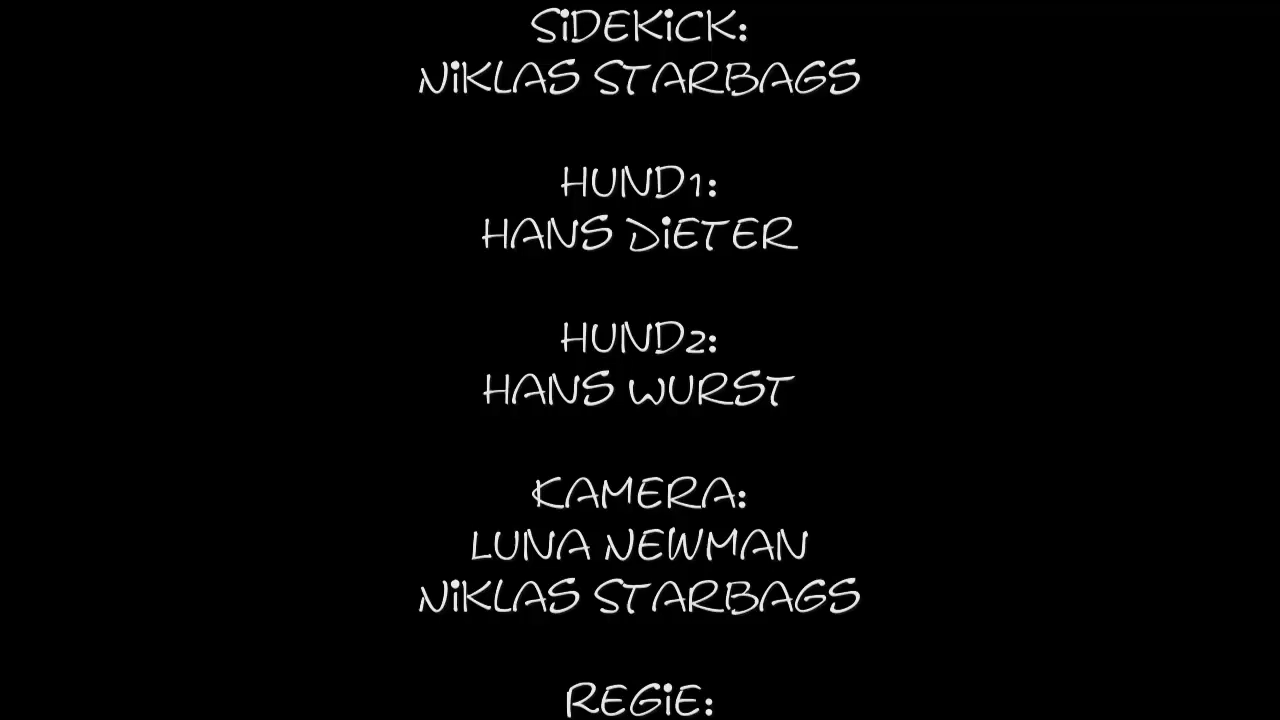 SiDEKiCK:
NiKLAS STARBAGS
HUND1:
HANS DiETER
HUND2:
HANS WURST
KAMERA:
LUNA NEWMAN
NiKLAS STARBAGS
REGiE: